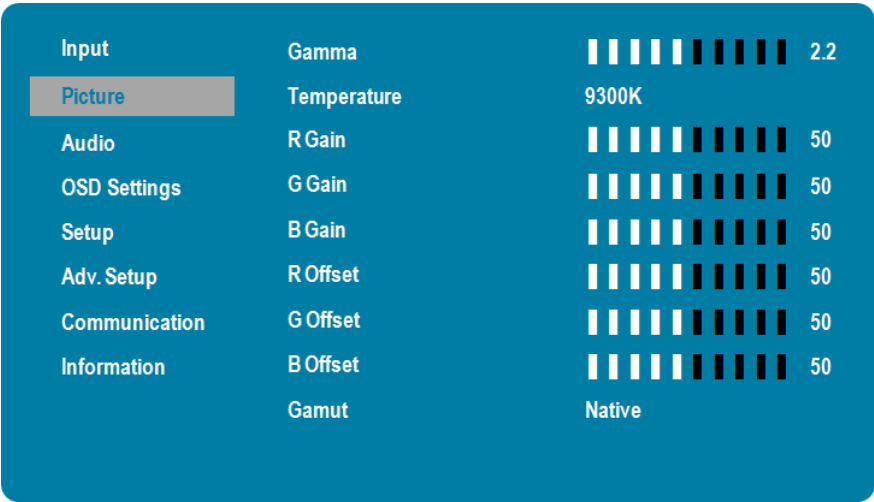 Input
Picture
Audio
OSD Settings
Setup
Adv. Setup
Communication
Information
Gamma 2.2
Temperature 9300K
R Gain 50
G Gain 50
B Gain 50
R Offset 50
G Offset 50
B Offset 50
Gamut Native